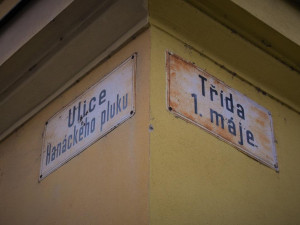 Ulice
Hanáckého pluku
Třída
1. máje.